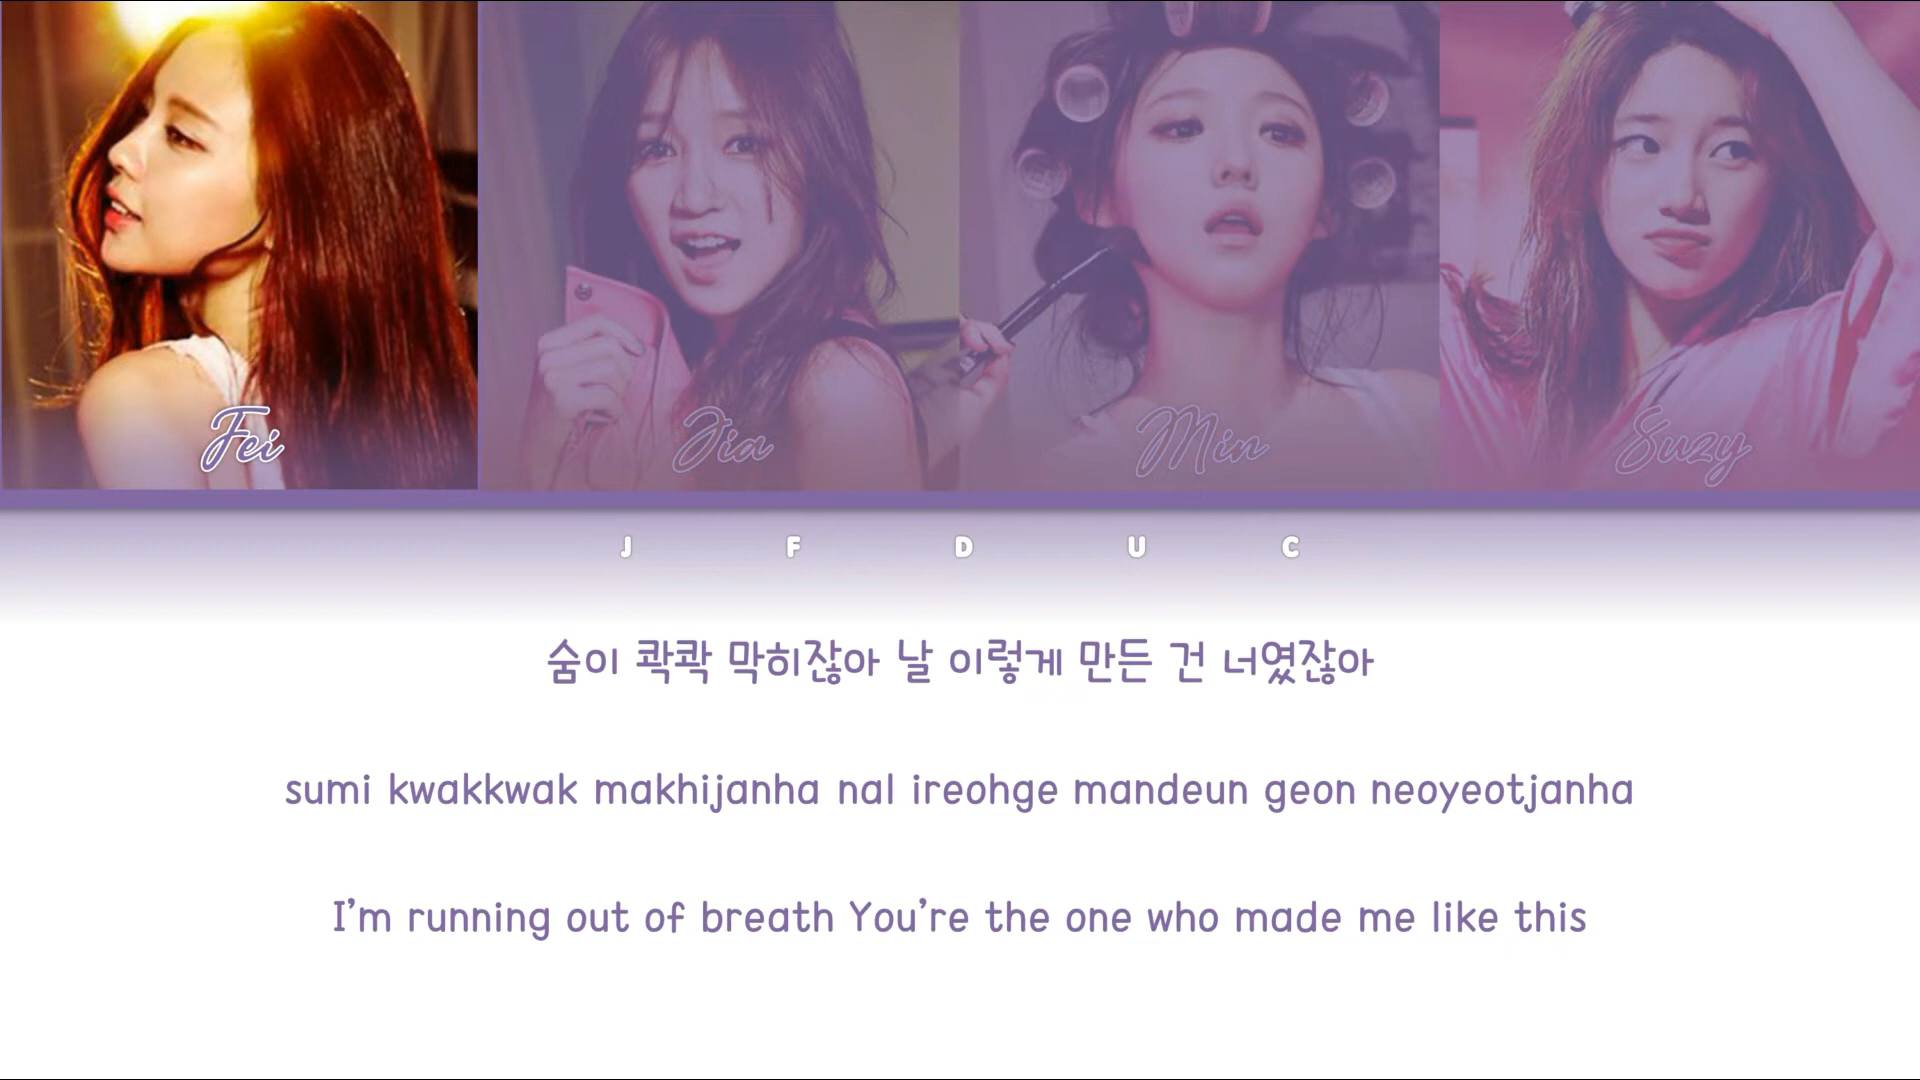 Fei Jia Min Suzy
J F D U C
숨이 콱콱 막히잖아 날 이렇게 만든 건 너였잖아
sumi kwakkwak makhijanha nal ireohge mandeun geon neoyeotjanha
I'm running out of breath You're the one who made me like this